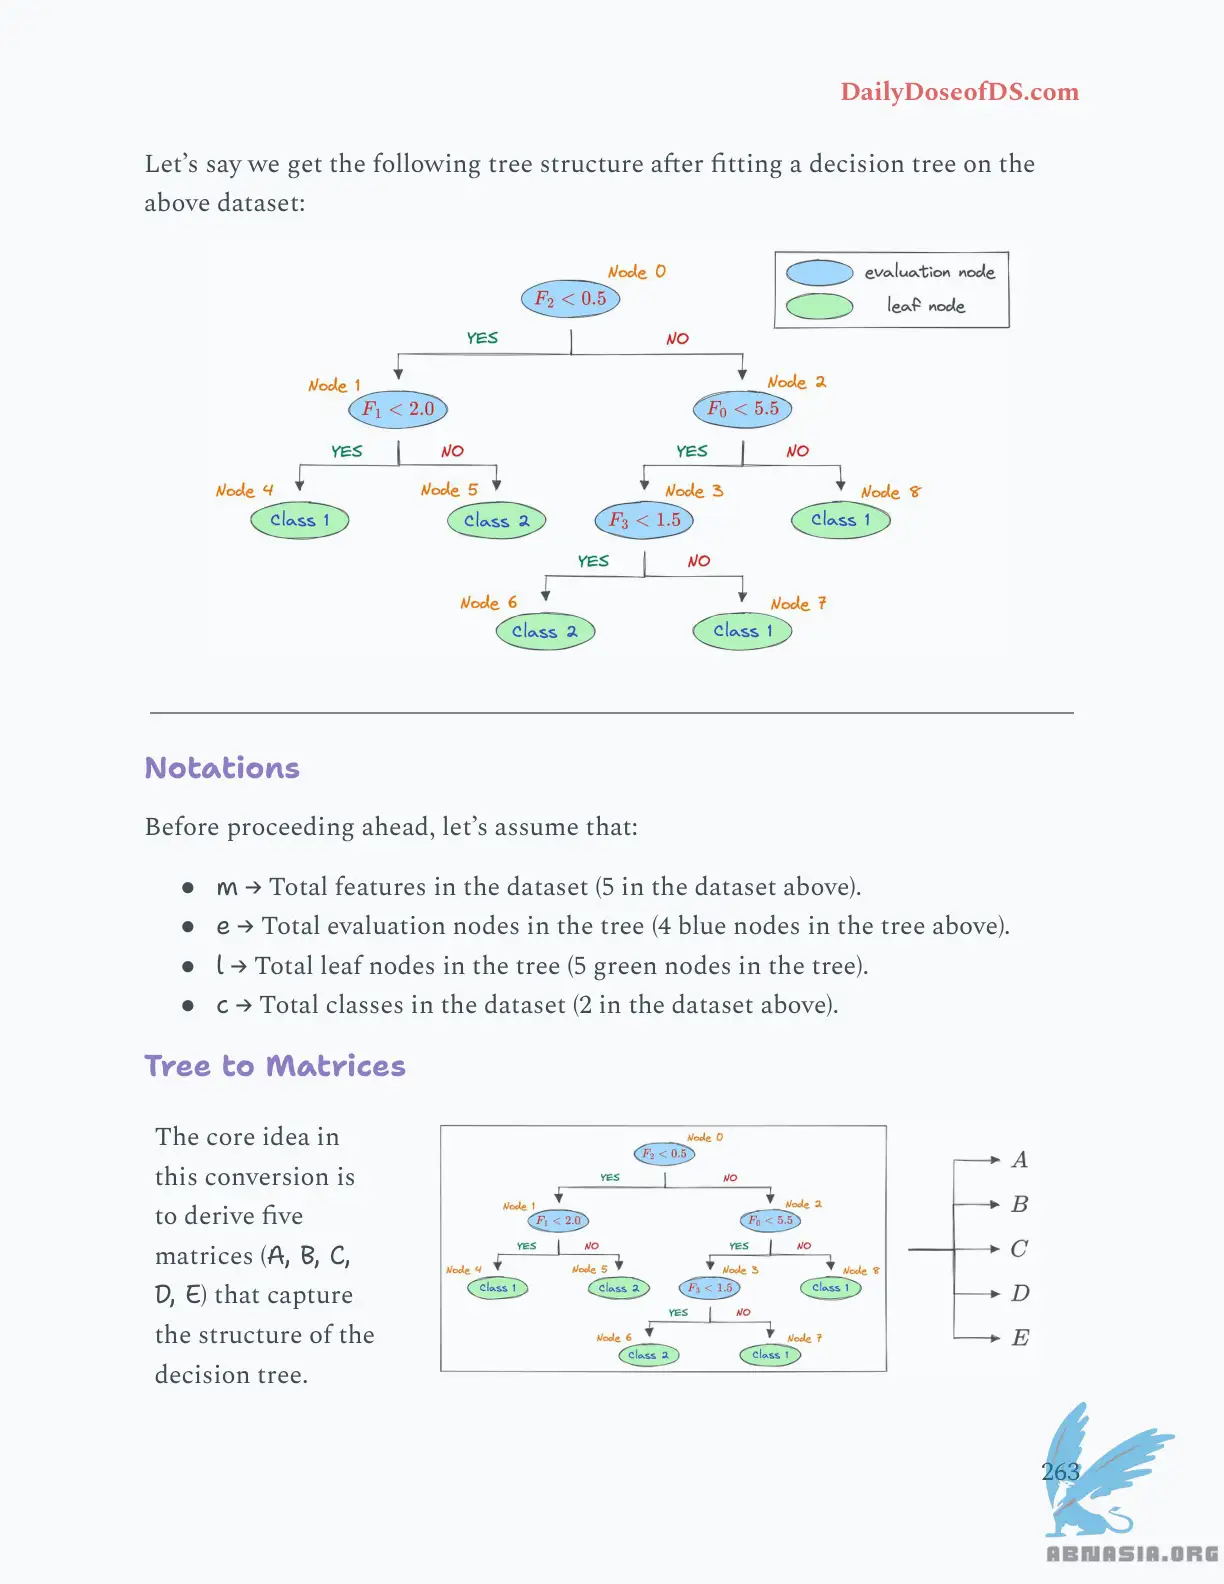 DailyDoseofDS.com
Let’s say we get the following tree structure after fitting a decision tree on the
above dataset:
Node 0
evaluation node
F₂ < 0.5
leaf node
YES NO
Node 1 Node 2
F₁ < 2.0 F₀ < 5.5
YES NO YES NO
Node 4 Node 5 Node 3 Node 8
Class 1 Class 2 F₃ < 1.5 Class 1
YES NO
Node 6 Node 7
Class 2 Class 1
Notations
Before proceeding ahead, let’s assume that:
● m → Total features in the dataset (5 in the dataset above).
● e → Total evaluation nodes in the tree (4 blue nodes in the tree above).
● l → Total leaf nodes in the tree (5 green nodes in the tree).
● c → Total classes in the dataset (2 in the dataset above).
Tree to Matrices
The core idea in
this conversion is
to derive five
matrices (A, B, C,
D, E) that capture
the structure of the
decision tree.
Node 0
F₂ < 0.5
YES NO
Node 1 Node 2
F₁ < 2.0 F₀ < 5.5
YES NO YES NO
Node 4 Node 5 Node 3 Node 8
Class 1 Class 2 F₃ < 1.5 Class 1
YES NO
Node 6 Node 7
Class 2 Class 1
A
B
C
D
E
263
ABNASIA.ORG